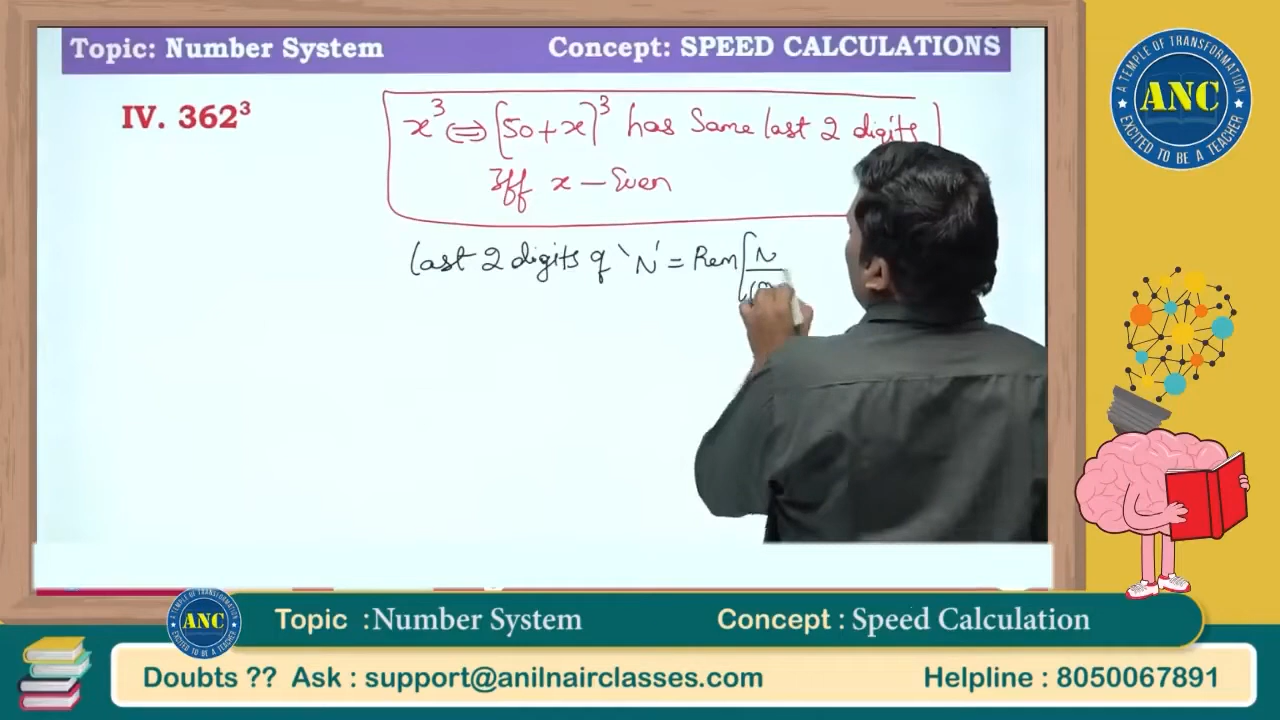 Topic: Number System
Concept: SPEED CALCULATIONS
IV. 362³
x³ ⇔ [50+x]³ has Same last 2 digits
Iff x – Even
last 2 digits of 'N' = Rem[N/
A TEMPLE OF TRANSFORMATION
ANC
EXCITED TO BE A TEACHER
ANC
Topic : Number System
Concept : Speed Calculation
Doubts ?? Ask : support@anilnairclasses.com
Helpline : 8050067891